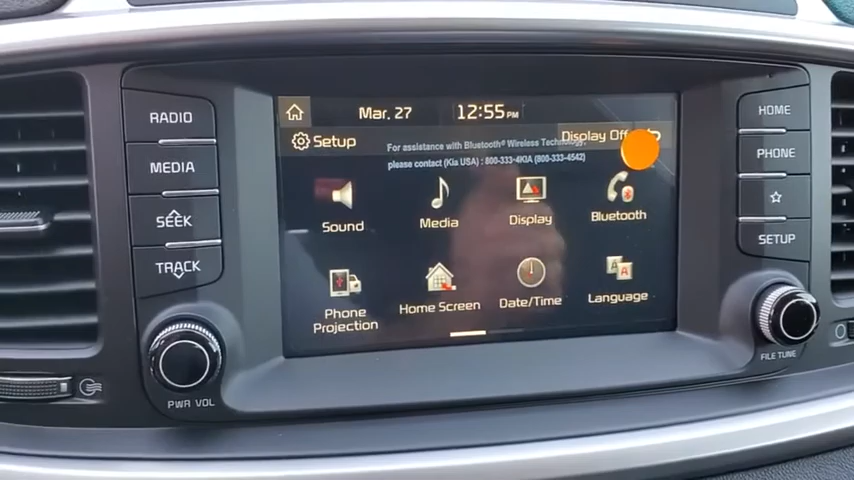 Mar. 27 12:55 PM
Setup
Display Off
For assistance with Bluetooth® Wireless Technology,
please contact (Kia USA) : 800-333-4KIA (800-333-4542)
Sound Media Display Bluetooth
Phone Projection Home Screen Date/Time Language
RADIO
MEDIA
SEEK
TRACK
PWR VOL
HOME
PHONE
SETUP
FILE TUNE